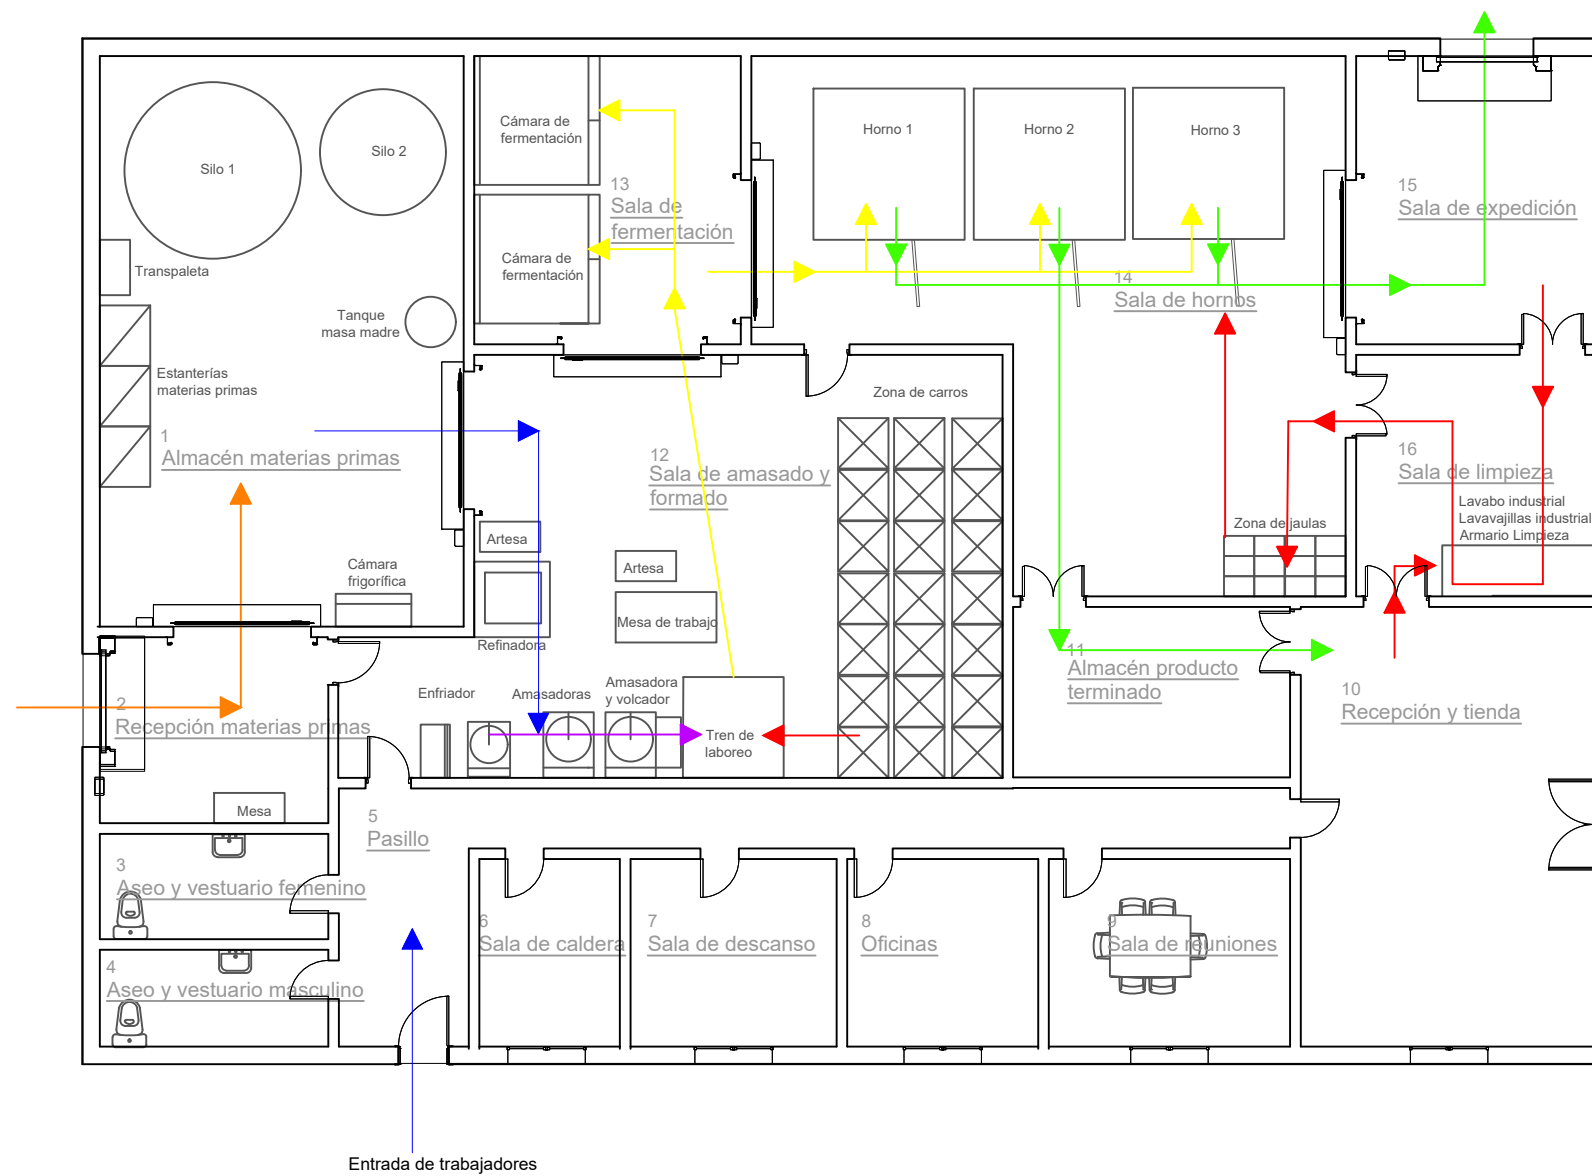 Silo 1
Silo 2
Transpaleta
Tanque
masa madre
Estanterías
materias primas
1
Almacén materias primas
Cámara
frigorífica
2
Recepción materias primas
Mesa
3
Aseo y vestuario femenino
4
Aseo y vestuario masculino
5
Pasillo
Entrada de trabajadores
6
Sala de caldera
7
Sala de descanso
8
Oficinas
9
Sala de reuniones
10
Recepción y tienda
11
Almacén producto
terminado
12
Sala de amasado y
formado
Zona de carros
Artesa
Refinadora
Artesa
Mesa de trabajo
Enfriador
Amasadoras
Amasadora
y volcador
Tren de
laboreo
Cámara de
fermentación
Cámara de
fermentación
13
Sala de
fermentación
Horno 1
Horno 2
Horno 3
14
Sala de hornos
Zona de jaulas
15
Sala de expedición
16
Sala de limpieza
Lavabo industrial
Lavavajillas industrial
Armario Limpieza